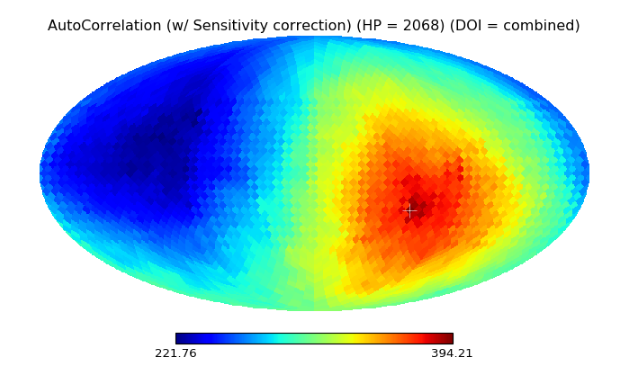 AutoCorrelation (w/ Sensitivity correction) (HP = 2068) (DOI = combined)
221.76 394.21